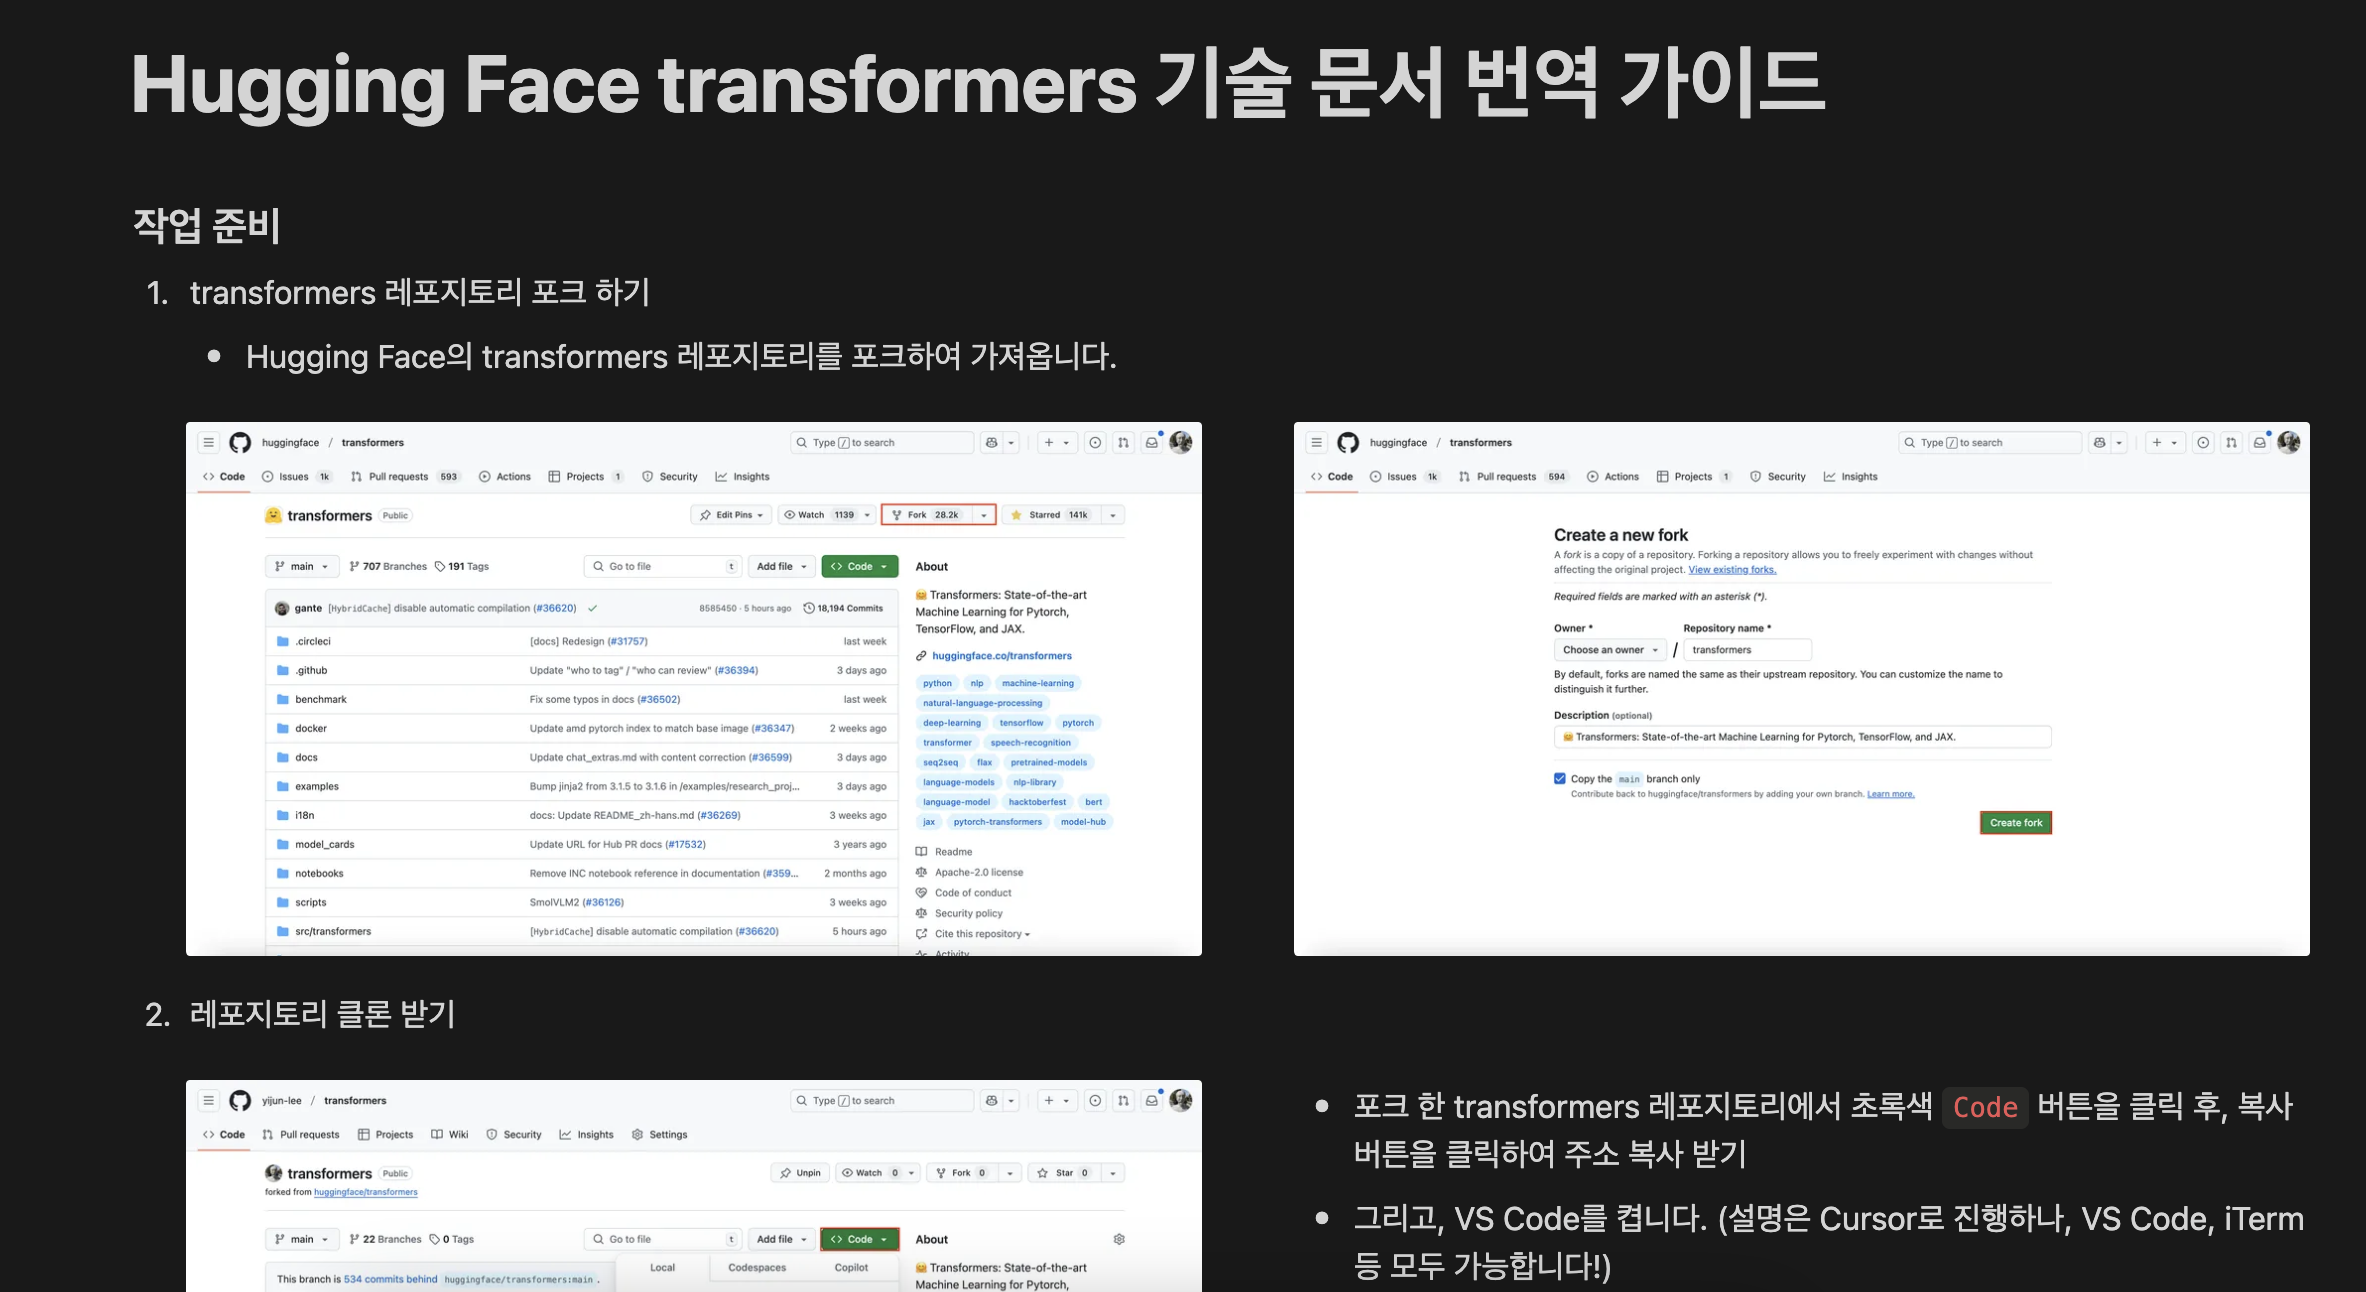 Hugging Face transformers 기술 문서 번역 가이드
작업 준비
1. transformers 레포지토리 포크 하기
• Hugging Face의 transformers 레포지토리를 포크하여 가져옵니다.
huggingface / transformers
Type / to search
Code Issues 1k Pull requests 593 Actions Projects 1 Security Insights
transformers Public
Edit Pins Watch 1139 Fork 28.2k Starred 141k
main 707 Branches 191 Tags
Go to file t Add file Code
gante [HybridCache] disable automatic compilation (#36620) 8585450 · 5 hours ago 18,194 Commits
.circleci [docs] Redesign (#31757) last week
.github Update "who to tag" / "who can review" (#36394) 3 days ago
benchmark Fix some typos in docs (#36502) last week
docker Update amd pytorch index to match base image (#36347) 2 weeks ago
docs Update chat_extras.md with content correction (#36599) 3 days ago
examples Bump jinja2 from 3.1.5 to 3.1.6 in /examples/research_proj... 3 days ago
i18n docs: Update README_zh-hans.md (#36269) 3 weeks ago
model_cards Update URL for Hub PR docs (#17532) 3 years ago
notebooks Remove INC notebook reference in documentation (#359... 2 months ago
scripts SmolVLM2 (#36126) 3 weeks ago
src/transformers [HybridCache] disable automatic compilation (#36620) 5 hours ago
About
🤗 Transformers: State-of-the-art
Machine Learning for Pytorch,
TensorFlow, and JAX.
huggingface.co/transformers
python nlp machine-learning
natural-language-processing
deep-learning tensorflow pytorch
transformer speech-recognition
seq2seq flax pretrained-models
language-models nlp-library
language-model hacktoberfest bert
jax pytorch-transformers model-hub
Readme
Apache-2.0 license
Code of conduct
Security policy
Cite this repository
Activity
huggingface / transformers
Type / to search
Code Issues 1k Pull requests 594 Actions Projects 1 Security Insights
Create a new fork
A fork is a copy of a repository. Forking a repository allows you to freely experiment with changes without
affecting the original project. View existing forks.
Required fields are marked with an asterisk (*).
Owner * Repository name *
Choose an owner / transformers
By default, forks are named the same as their upstream repository. You can customize the name to
distinguish it further.
Description (optional)
🤗 Transformers: State-of-the-art Machine Learning for Pytorch, TensorFlow, and JAX.
Copy the main branch only
Contribute back to huggingface/transformers by adding your own branch. Learn more.
Create fork
2. 레포지토리 클론 받기
yijun-lee / transformers
Type / to search
Code Pull requests Projects Wiki Security Insights Settings
transformers Public
forked from huggingface/transformers
Unpin Watch 0 Fork 0 Star 0
main 22 Branches 0 Tags
Go to file t Add file Code
About
Local Codespaces Copilot
This branch is 534 commits behind huggingface/transformers:main .
🤗 Transformers: State-of-the-art
Machine Learning for Pytorch,
• 포크 한 transformers 레포지토리에서 초록색 Code 버튼을 클릭 후, 복사
버튼을 클릭하여 주소 복사 받기
• 그리고, VS Code를 켭니다. (설명은 Cursor로 진행하나, VS Code, iTerm
등 모두 가능합니다!)